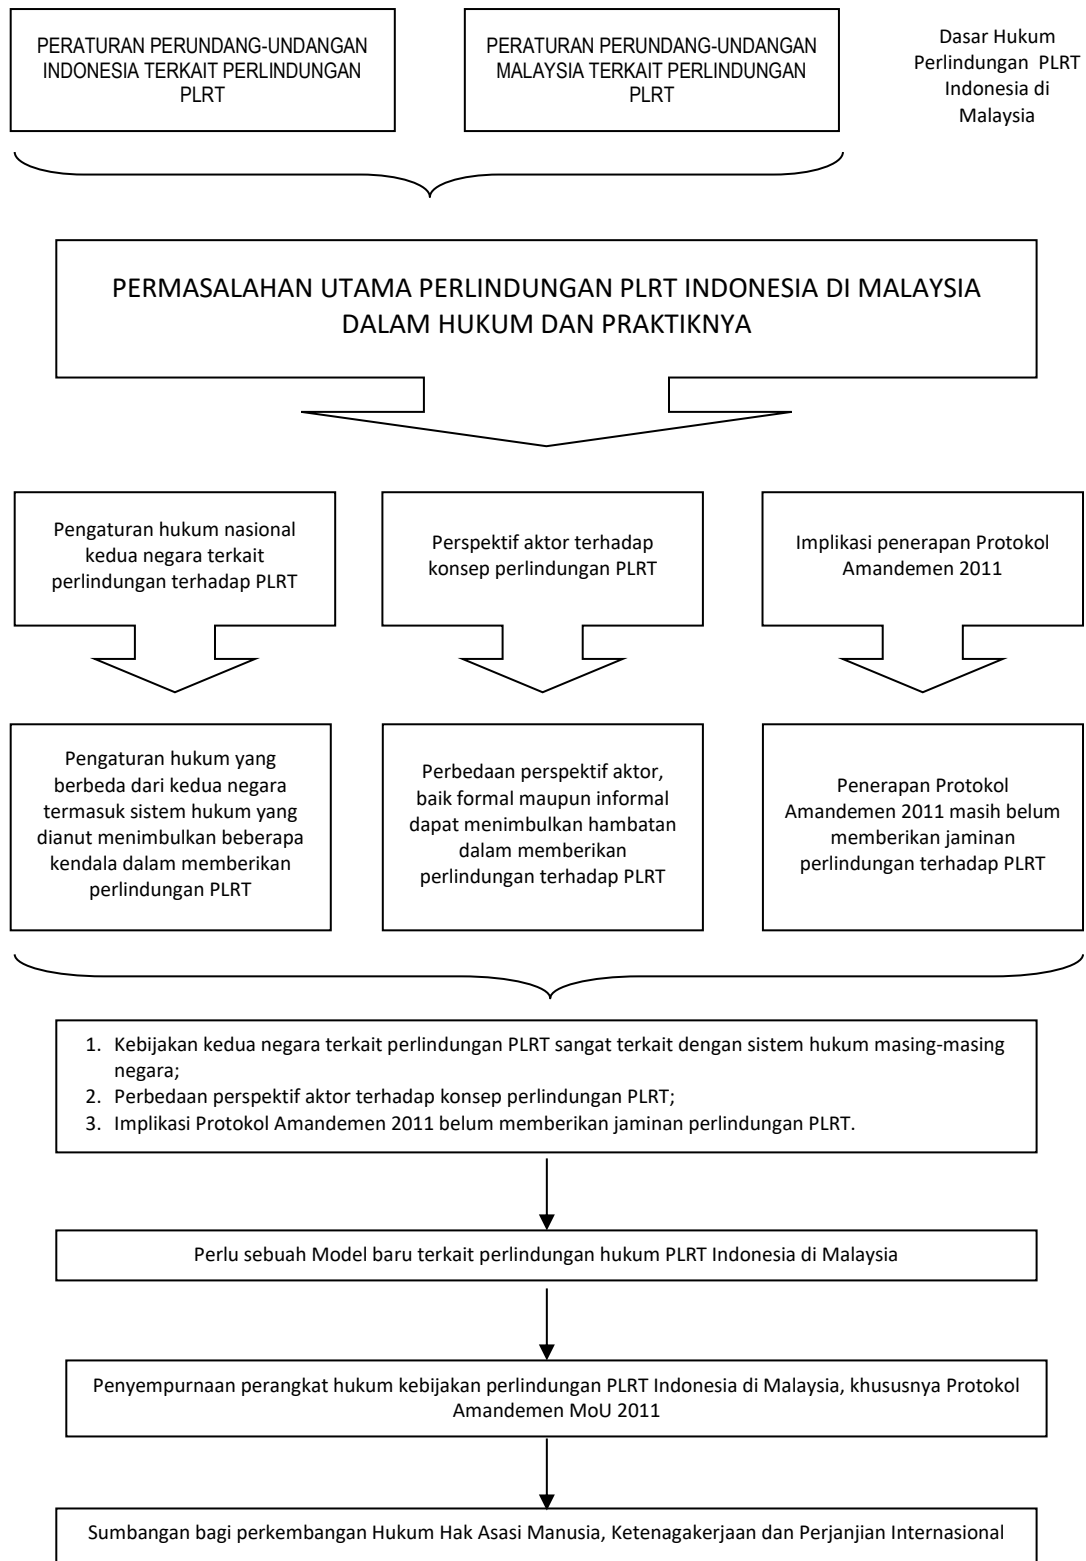 PERATURAN PERUNDANG-UNDANGAN
INDONESIA TERKAIT PERLINDUNGAN
PLRT
PERATURAN PERUNDANG-UNDANGAN
MALAYSIA TERKAIT PERLINDUNGAN
PLRT
Dasar Hukum
Perlindungan PLRT
Indonesia di
Malaysia
PERMASALAHAN UTAMA PERLINDUNGAN PLRT INDONESIA DI MALAYSIA
DALAM HUKUM DAN PRAKTIKNYA
Pengaturan hukum nasional
kedua negara terkait
perlindungan terhadap PLRT
Perspektif aktor terhadap
konsep perlindungan PLRT
Implikasi penerapan Protokol
Amandemen 2011
Pengaturan hukum yang
berbeda dari kedua negara
termasuk sistem hukum yang
dianut menimbulkan beberapa
kendala dalam memberikan
perlindungan PLRT
Perbedaan perspektif aktor,
baik formal maupun informal
dapat menimbulkan hambatan
dalam memberikan
perlindungan terhadap PLRT
Penerapan Protokol
Amandemen 2011 masih belum
memberikan jaminan
perlindungan terhadap PLRT
1. Kebijakan kedua negara terkait perlindungan PLRT sangat terkait dengan sistem hukum masing-masing
negara;
2. Perbedaan perspektif aktor terhadap konsep perlindungan PLRT;
3. Implikasi Protokol Amandemen 2011 belum memberikan jaminan perlindungan PLRT.
Perlu sebuah Model baru terkait perlindungan hukum PLRT Indonesia di Malaysia
Penyempurnaan perangkat hukum kebijakan perlindungan PLRT Indonesia di Malaysia, khususnya Protokol
Amandemen MoU 2011
Sumbangan bagi perkembangan Hukum Hak Asasi Manusia, Ketenagakerjaan dan Perjanjian Internasional